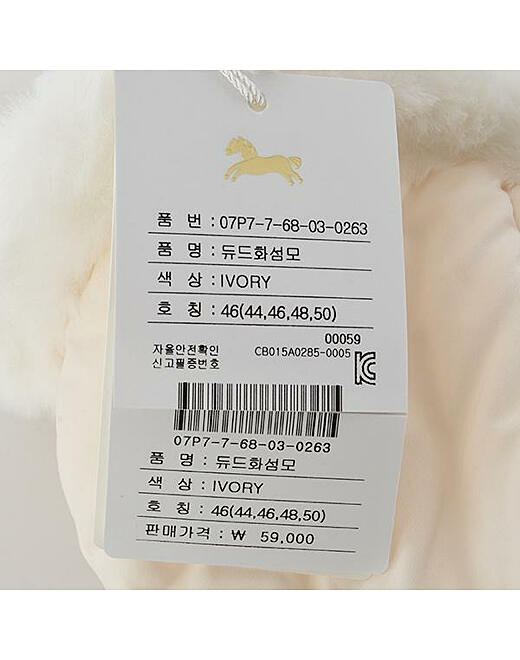 품 번 : 07P7-7-68-03-0263
품 명 : 듀드화섬모
색 상 : IVORY
호 칭 : 46(44,46,48,50)
00059
자율안전확인 CB015A0285-0005
신고필증번호
07P7-7-68-03-0263
품 명 : 듀드화섬모
색 상 : IVORY
호 칭 : 46(44,46,48,50)
판매가격 : ₩ 59,000